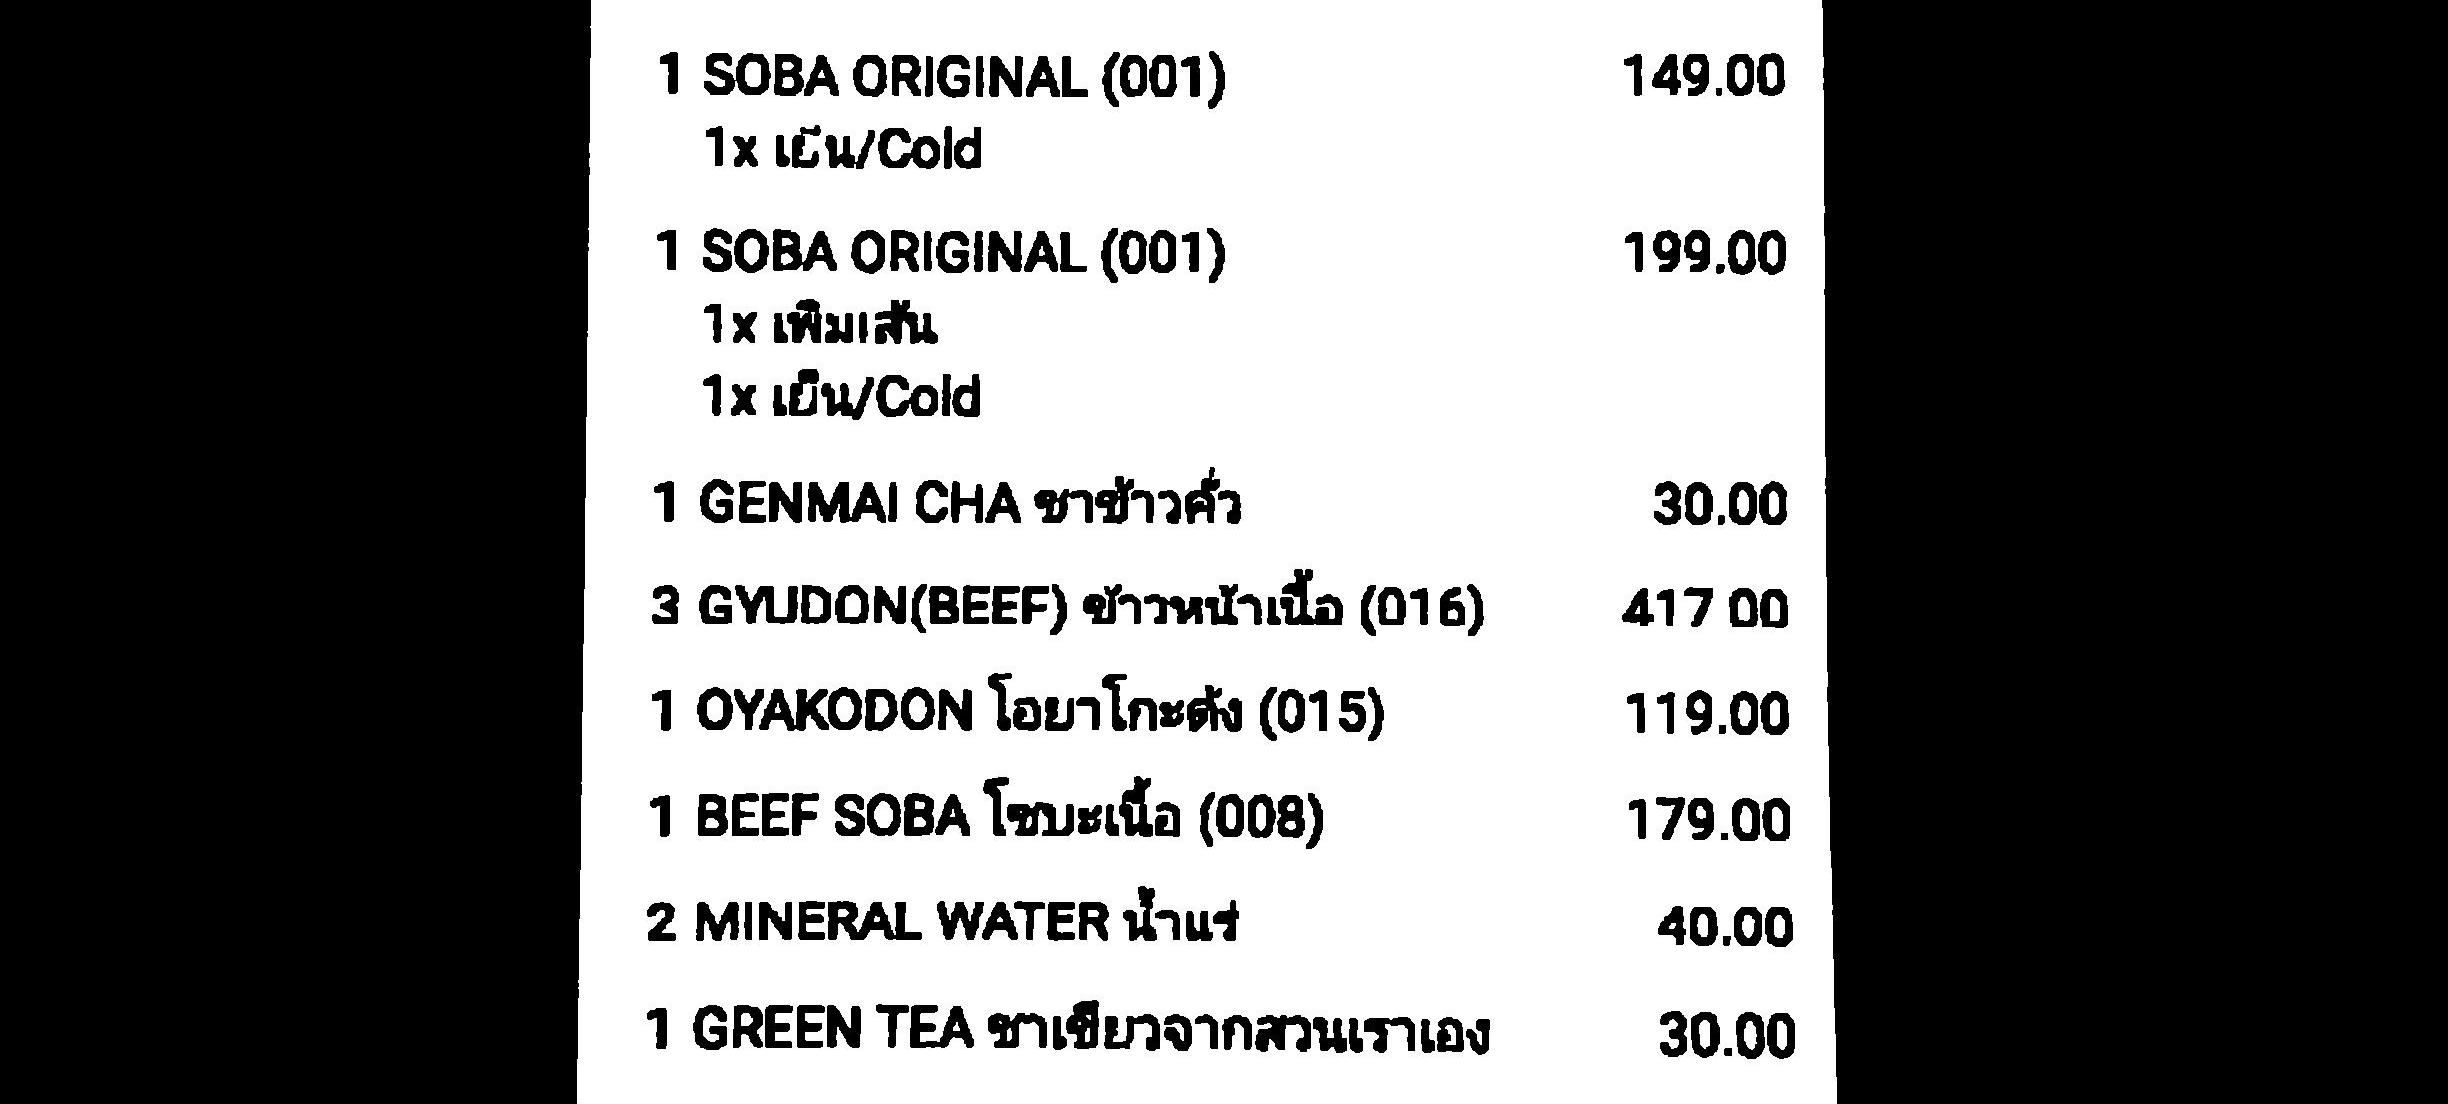 1 SOBA ORIGINAL (001) 149.00
1x เย็น/Cold
1 SOBA ORIGINAL (001) 199.00
1x เพิ่มเส้น
1x เย็น/Cold
1 GENMAI CHA ชาข้าวคั่ว 30.00
3 GYUDON(BEEF) ข้าวหน้าเนื้อ (016) 417 00
1 OYAKODON โอยาโกะด้ง (015) 119.00
1 BEEF SOBA โซบะเนื้อ (008) 179.00
2 MINERAL WATER น้ำแร่ 40.00
1 GREEN TEA ชาเขียวจากสวนเราเอง 30.00